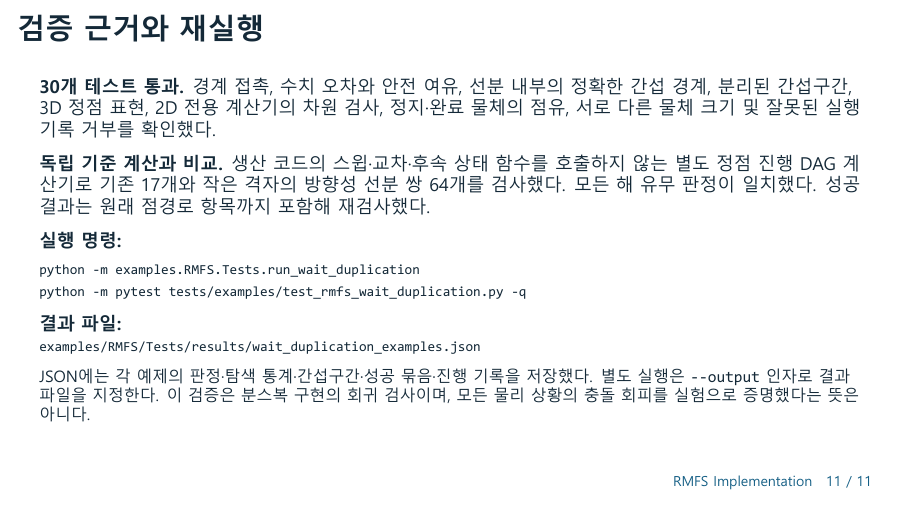 검증 근거와 재실행
30개 테스트 통과. 경계 접촉, 수치 오차와 안전 여유, 선분 내부의 정확한 간섭 경계, 분리된 간섭구간,
3D 정점 표현, 2D 전용 계산기의 차원 검사, 정지·완료 물체의 점유, 서로 다른 물체 크기 및 잘못된 실행
기록 거부를 확인했다.
독립 기준 계산과 비교. 생산 코드의 스윕·교차·후속 상태 함수를 호출하지 않는 별도 정점 진행 DAG 계
산기로 기존 17개와 작은 격자의 방향성 선분 쌍 64개를 검사했다. 모든 해 유무 판정이 일치했다. 성공
결과는 원래 점경로 항목까지 포함해 재검사했다.
실행 명령:
python -m examples.RMFS.Tests.run_wait_duplication
python -m pytest tests/examples/test_rmfs_wait_duplication.py -q
결과 파일:
examples/RMFS/Tests/results/wait_duplication_examples.json
JSON에는 각 예제의 판정·탐색 통계·간섭구간·성공 묶음·진행 기록을 저장했다. 별도 실행은 --output 인자로 결과
파일을 지정한다. 이 검증은 분스복 구현의 회귀 검사이며, 모든 물리 상황의 충돌 회피를 실험으로 증명했다는 뜻은
아니다.
RMFS Implementation 11 / 11